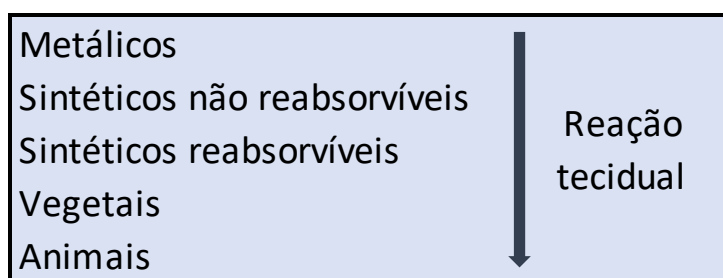 Metálicos
Sintéticos não reabsorvíveis
Sintéticos reabsorvíveis
Vegetais
Animais
Reação
tecidual